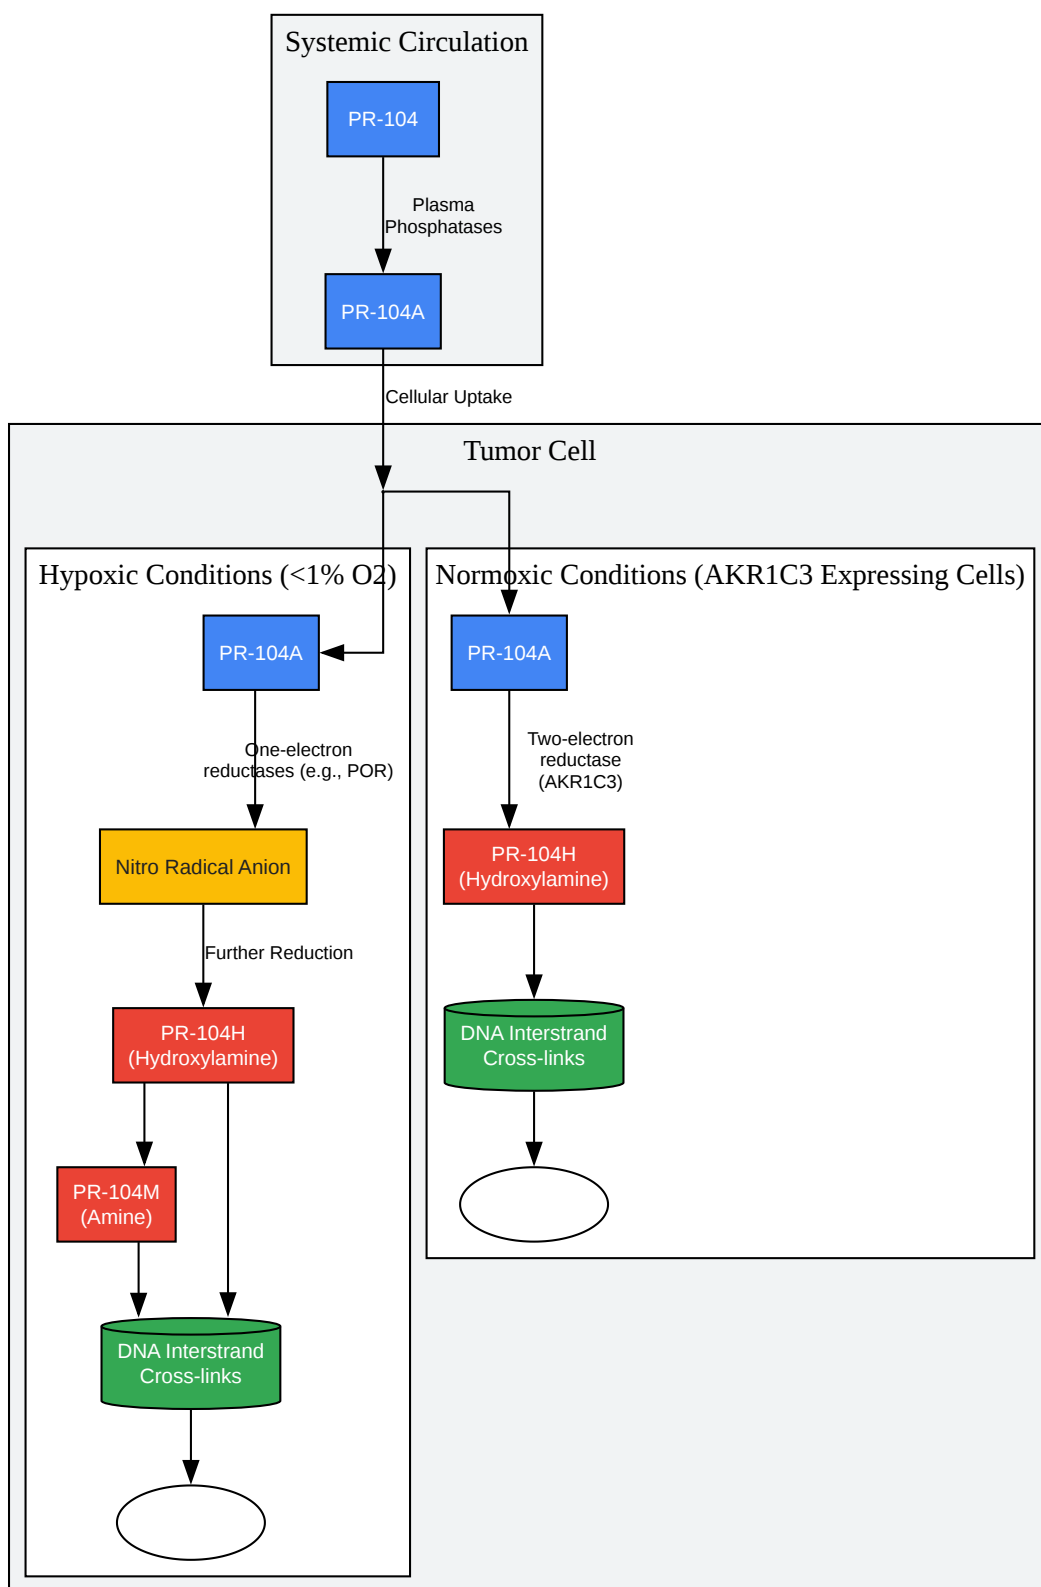 Systemic Circulation
PR-104
Plasma
Phosphatases
PR-104A
Cellular Uptake
Tumor Cell
Hypoxic Conditions (<1% O2)
PR-104A
One-electron
reductases (e.g., POR)
Nitro Radical Anion
Further Reduction
PR-104H
(Hydroxylamine)
PR-104M
(Amine)
DNA Interstrand
Cross-links
Normoxic Conditions (AKR1C3 Expressing Cells)
PR-104A
Two-electron
reductase
(AKR1C3)
PR-104H
(Hydroxylamine)
DNA Interstrand
Cross-links